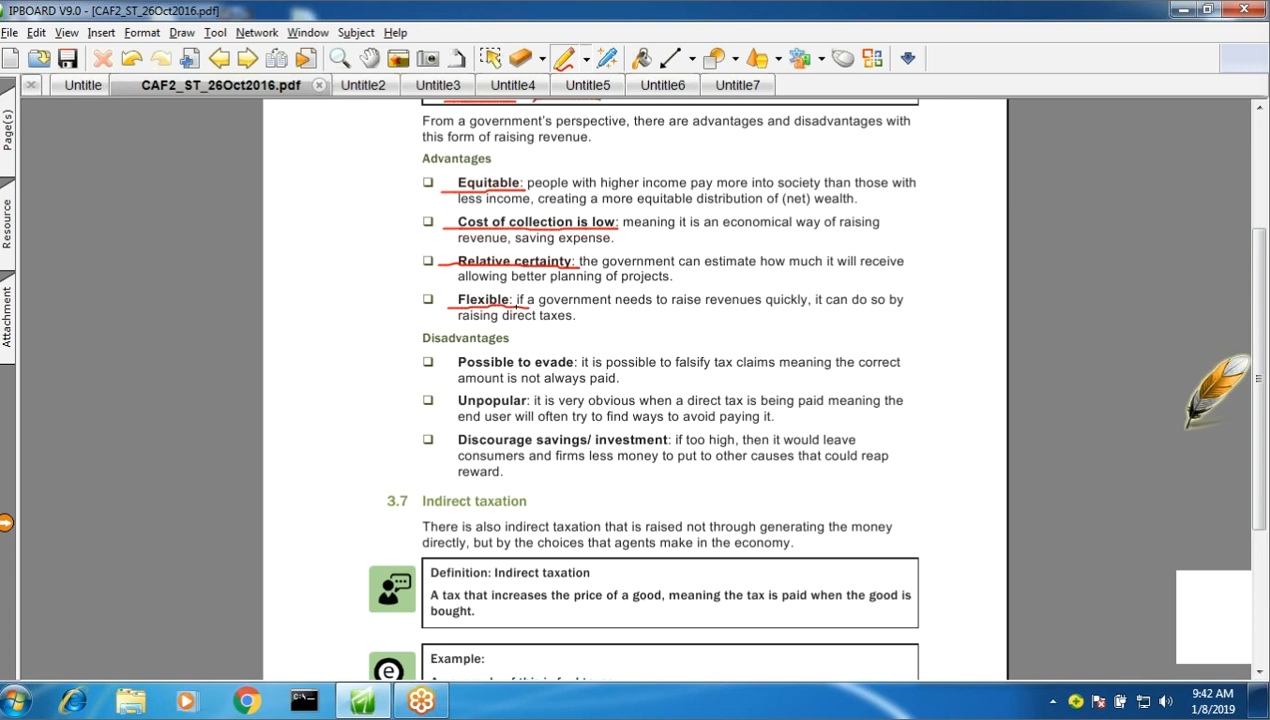 IPBOARD V9.0 - [CAF2_ST_26Oct2016.pdf]
File Edit View Insert Format Draw Tool Network Window Subject Help
Untitle CAF2_ST_26Oct2016.pdf Untitle2 Untitle3 Untitle4 Untitle5 Untitle6 Untitle7
Page(s)
Resource
Attachment
From a government's perspective, there are advantages and disadvantages with
this form of raising revenue.
Advantages
Equitable: people with higher income pay more into society than those with
less income, creating a more equitable distribution of (net) wealth.
Cost of collection is low: meaning it is an economical way of raising
revenue, saving expense.
Relative certainty: the government can estimate how much it will receive
allowing better planning of projects.
Flexible: if a government needs to raise revenues quickly, it can do so by
raising direct taxes.
Disadvantages
Possible to evade: it is possible to falsify tax claims meaning the correct
amount is not always paid.
Unpopular: it is very obvious when a direct tax is being paid meaning the
end user will often try to find ways to avoid paying it.
Discourage savings/ investment: if too high, then it would leave
consumers and firms less money to put to other causes that could reap
reward.
3.7 Indirect taxation
There is also indirect taxation that is raised not through generating the money
directly, but by the choices that agents make in the economy.
Definition: Indirect taxation
A tax that increases the price of a good, meaning the tax is paid when the good is
bought.
e
Example:
9:42 AM
1/8/2019